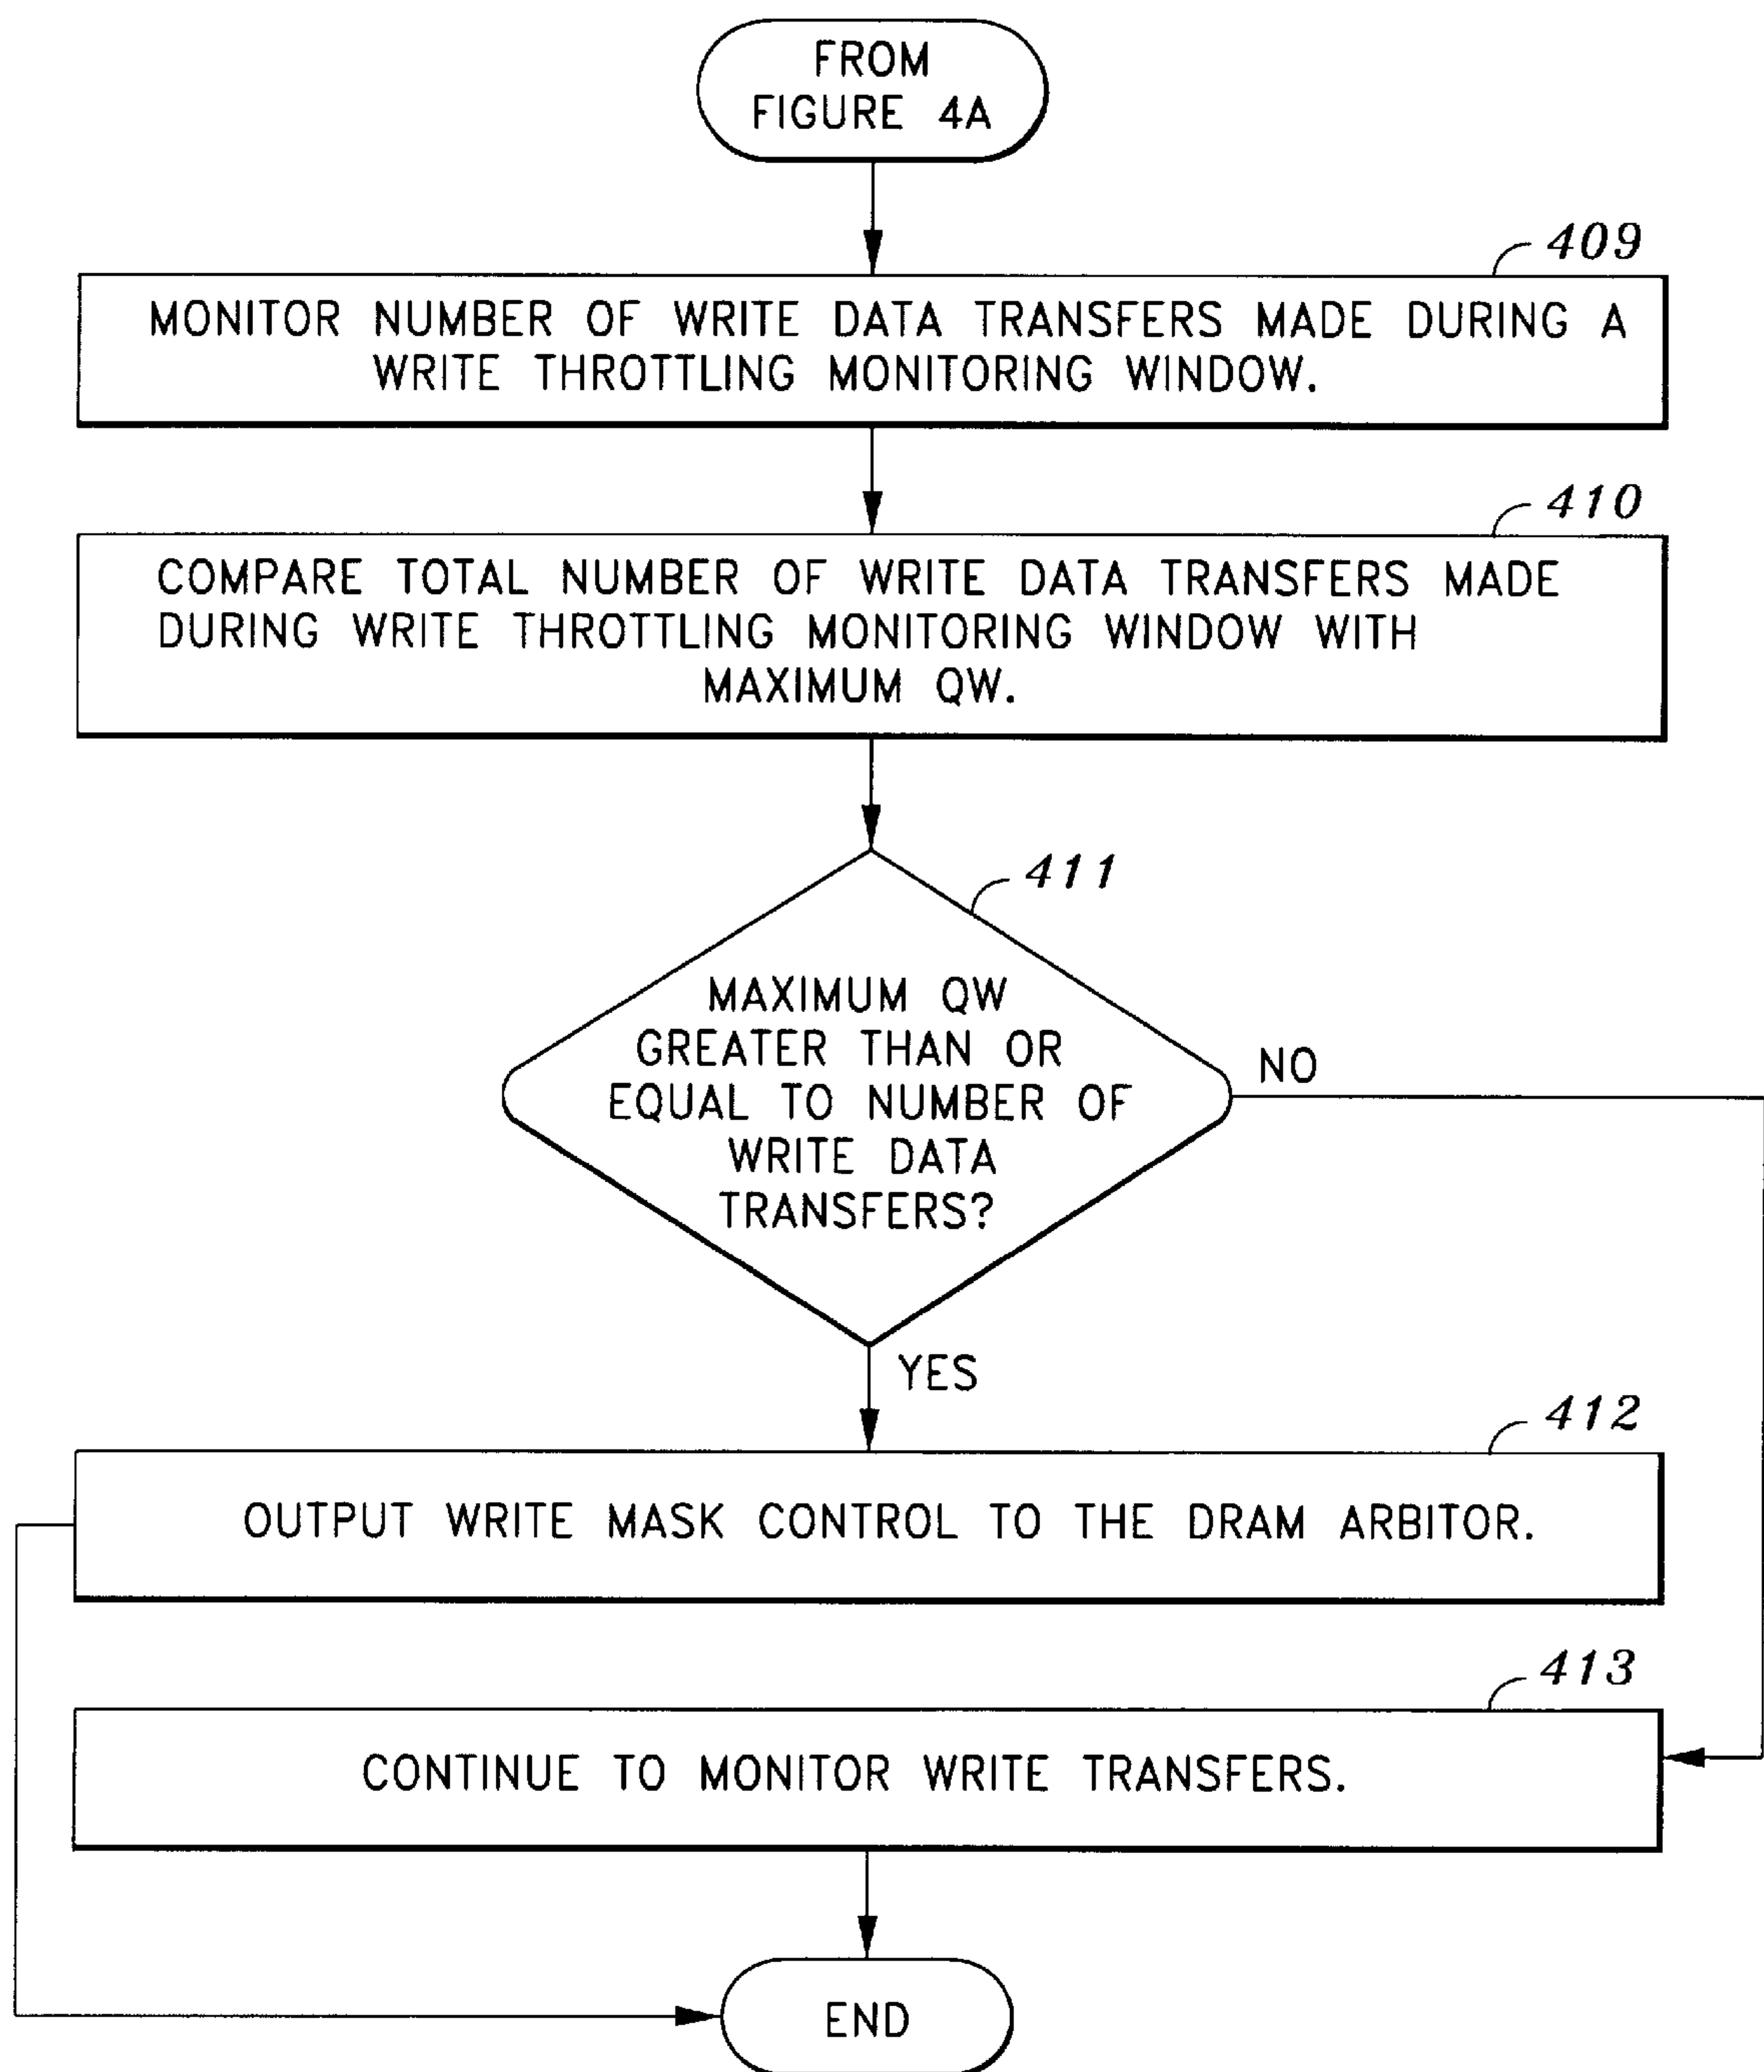 FROM
FIGURE 4A
409
MONITOR NUMBER OF WRITE DATA TRANSFERS MADE DURING A
WRITE THROTTLING MONITORING WINDOW.
410
COMPARE TOTAL NUMBER OF WRITE DATA TRANSFERS MADE
DURING WRITE THROTTLING MONITORING WINDOW WITH
MAXIMUM QW.
411
MAXIMUM QW
GREATER THAN OR
EQUAL TO NUMBER OF
WRITE DATA
TRANSFERS?
NO
YES
412
OUTPUT WRITE MASK CONTROL TO THE DRAM ARBITOR.
413
CONTINUE TO MONITOR WRITE TRANSFERS.
END